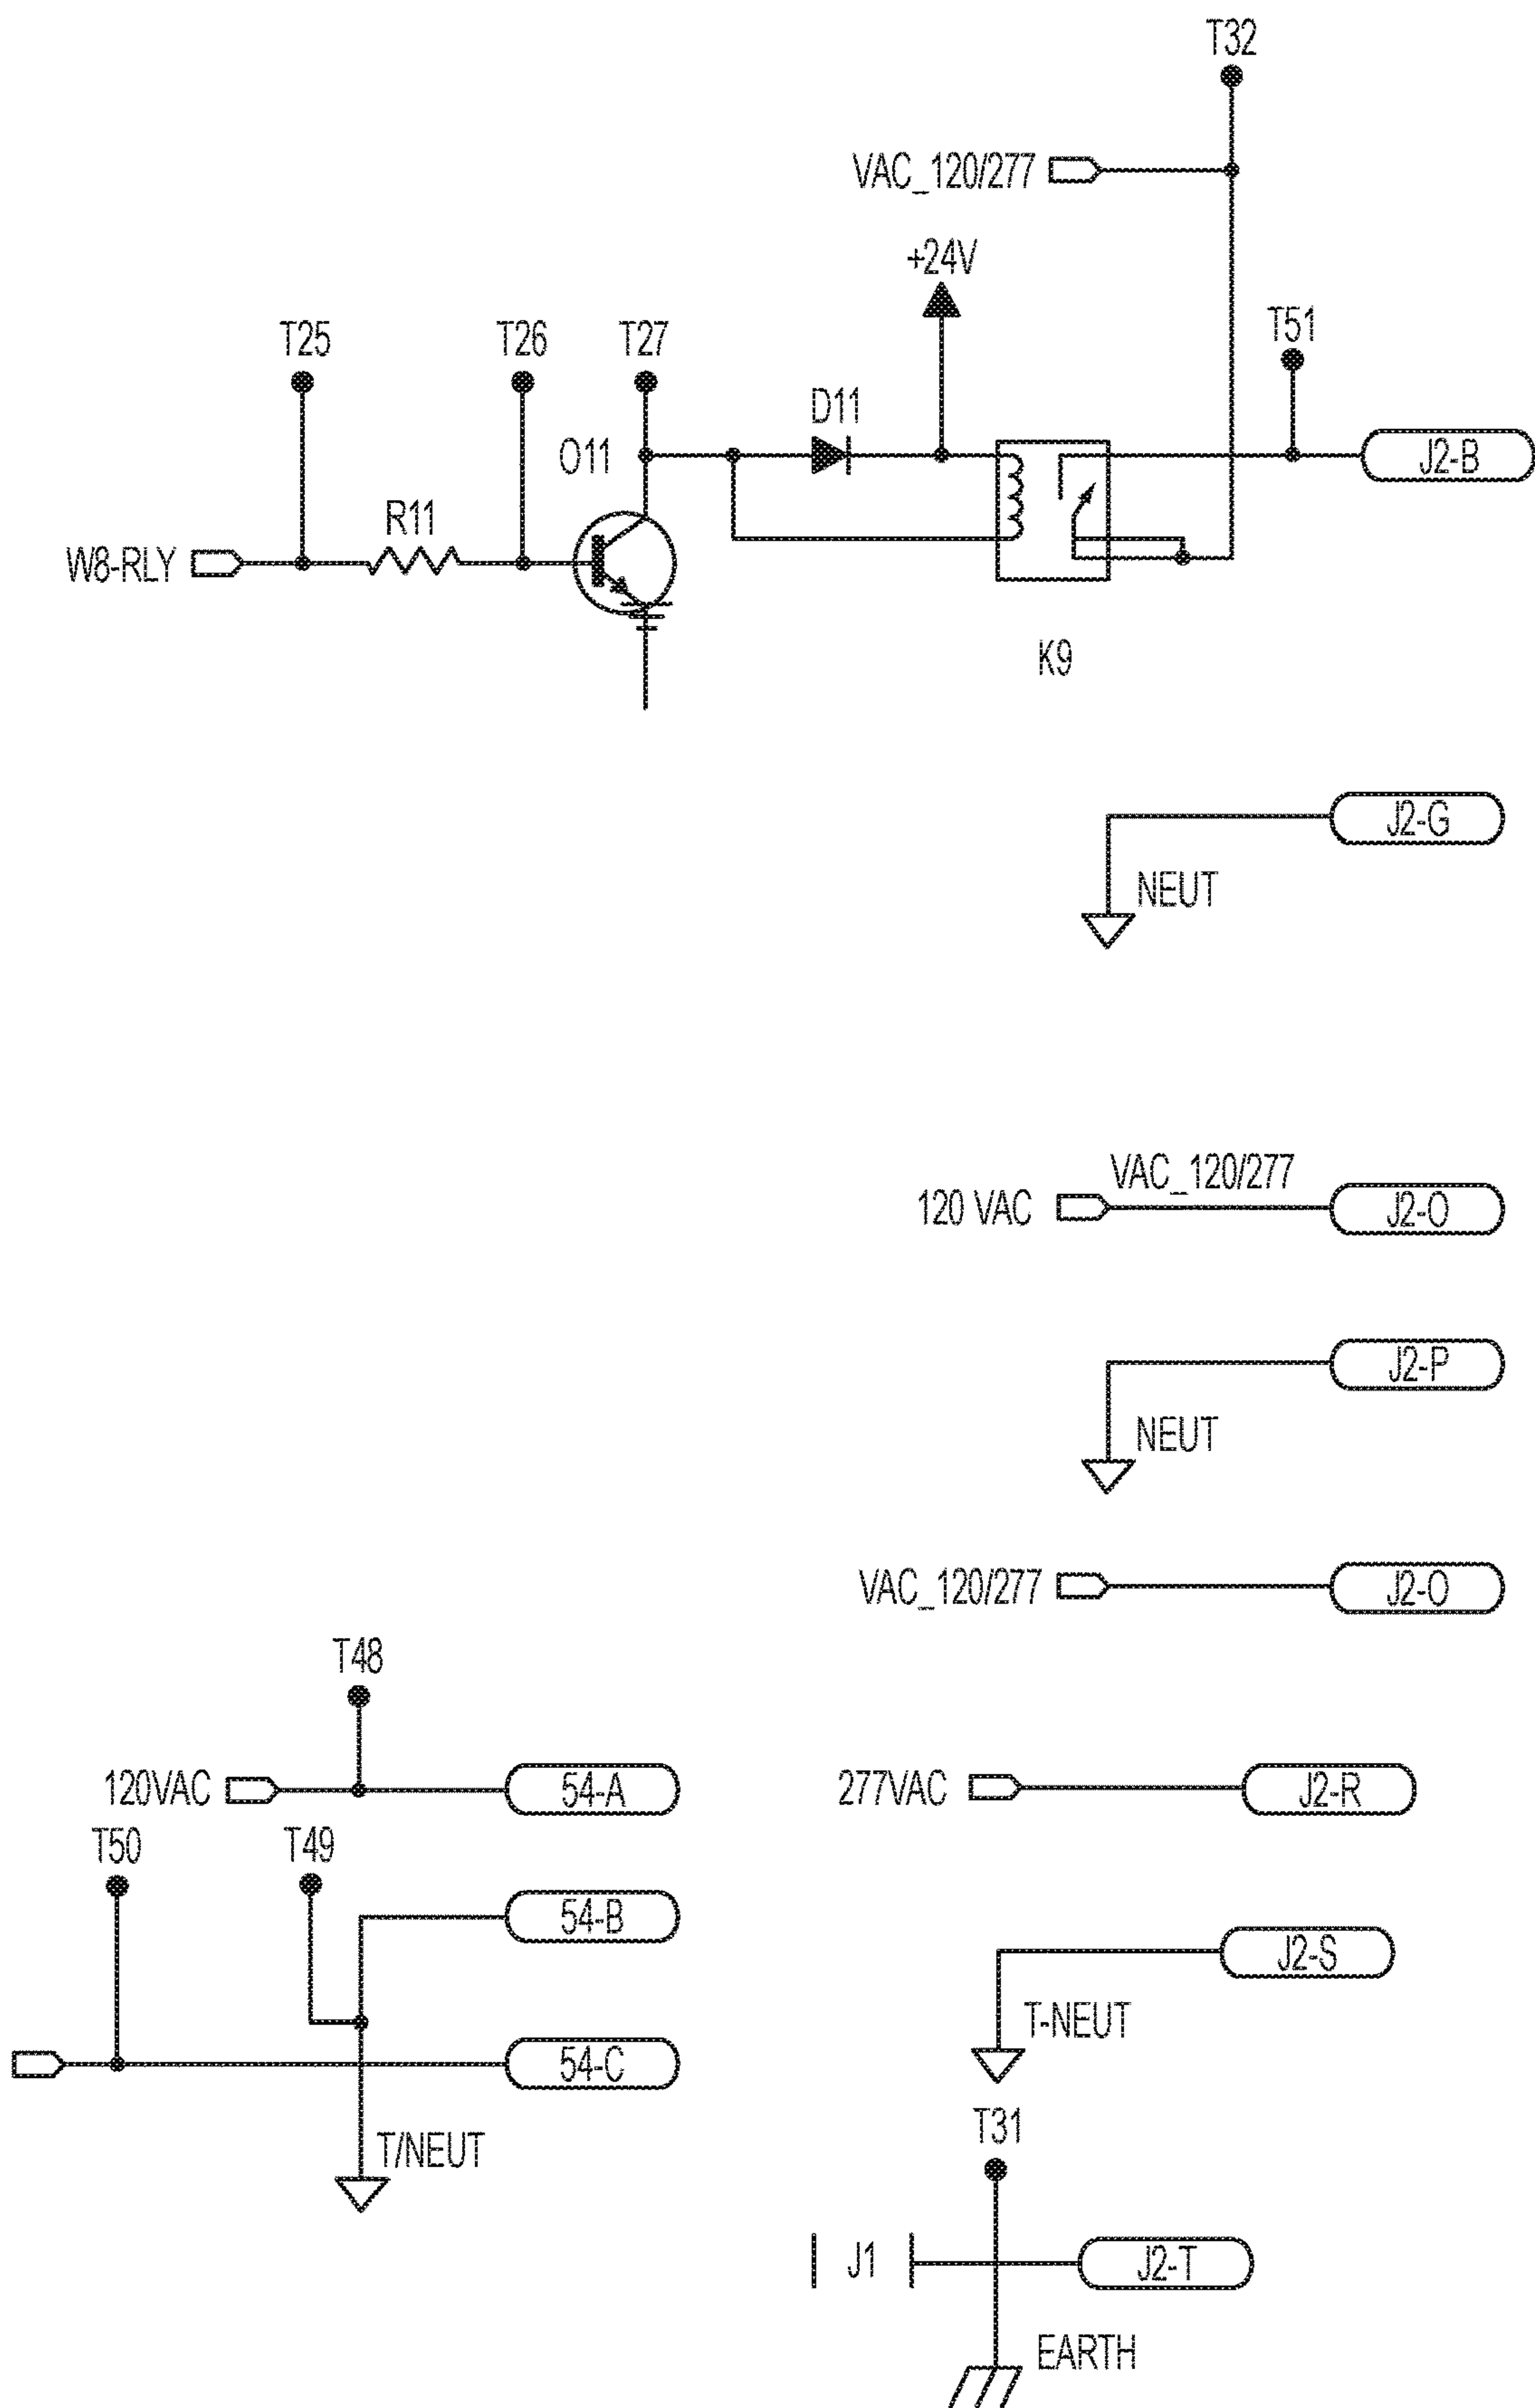 T32
VAC_120/277
+24V
T25
T26
T27
T51
D11
O11
J2-B
R11
W8-RLY
K9
J2-G
NEUT
VAC_120/277
120 VAC
J2-O
J2-P
NEUT
VAC_120/277
J2-O
T48
120VAC
54-A
277VAC
J2-R
T50
T49
54-B
J2-S
T-NEUT
54-C
T31
T/NEUT
J1
J2-T
EARTH